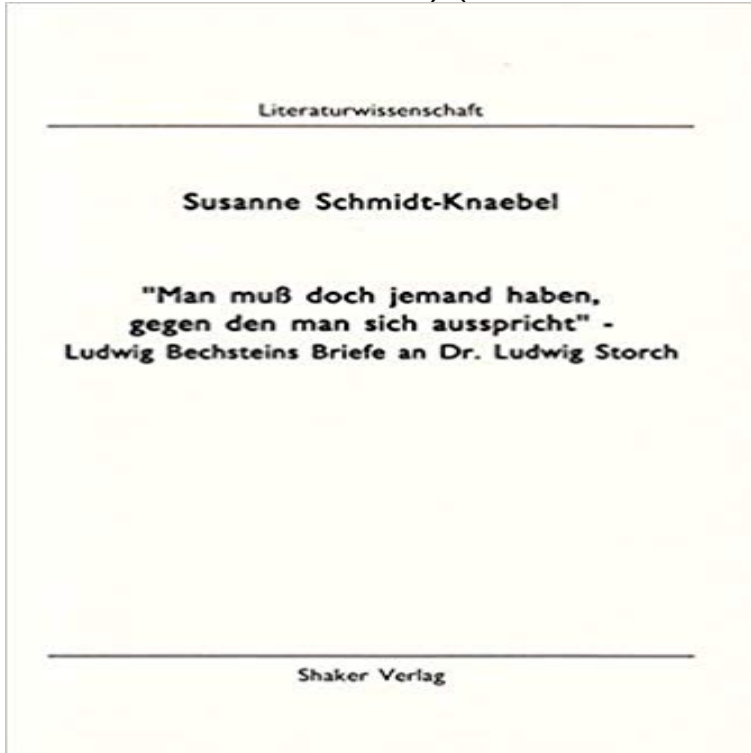 Literaturwissenschaft
Susanne Schmidt-Knaebel
"Man muß doch jemand haben,
gegen den man sich ausspricht" -
Ludwig Bechsteins Briefe an Dr. Ludwig Storch
Shaker Verlag